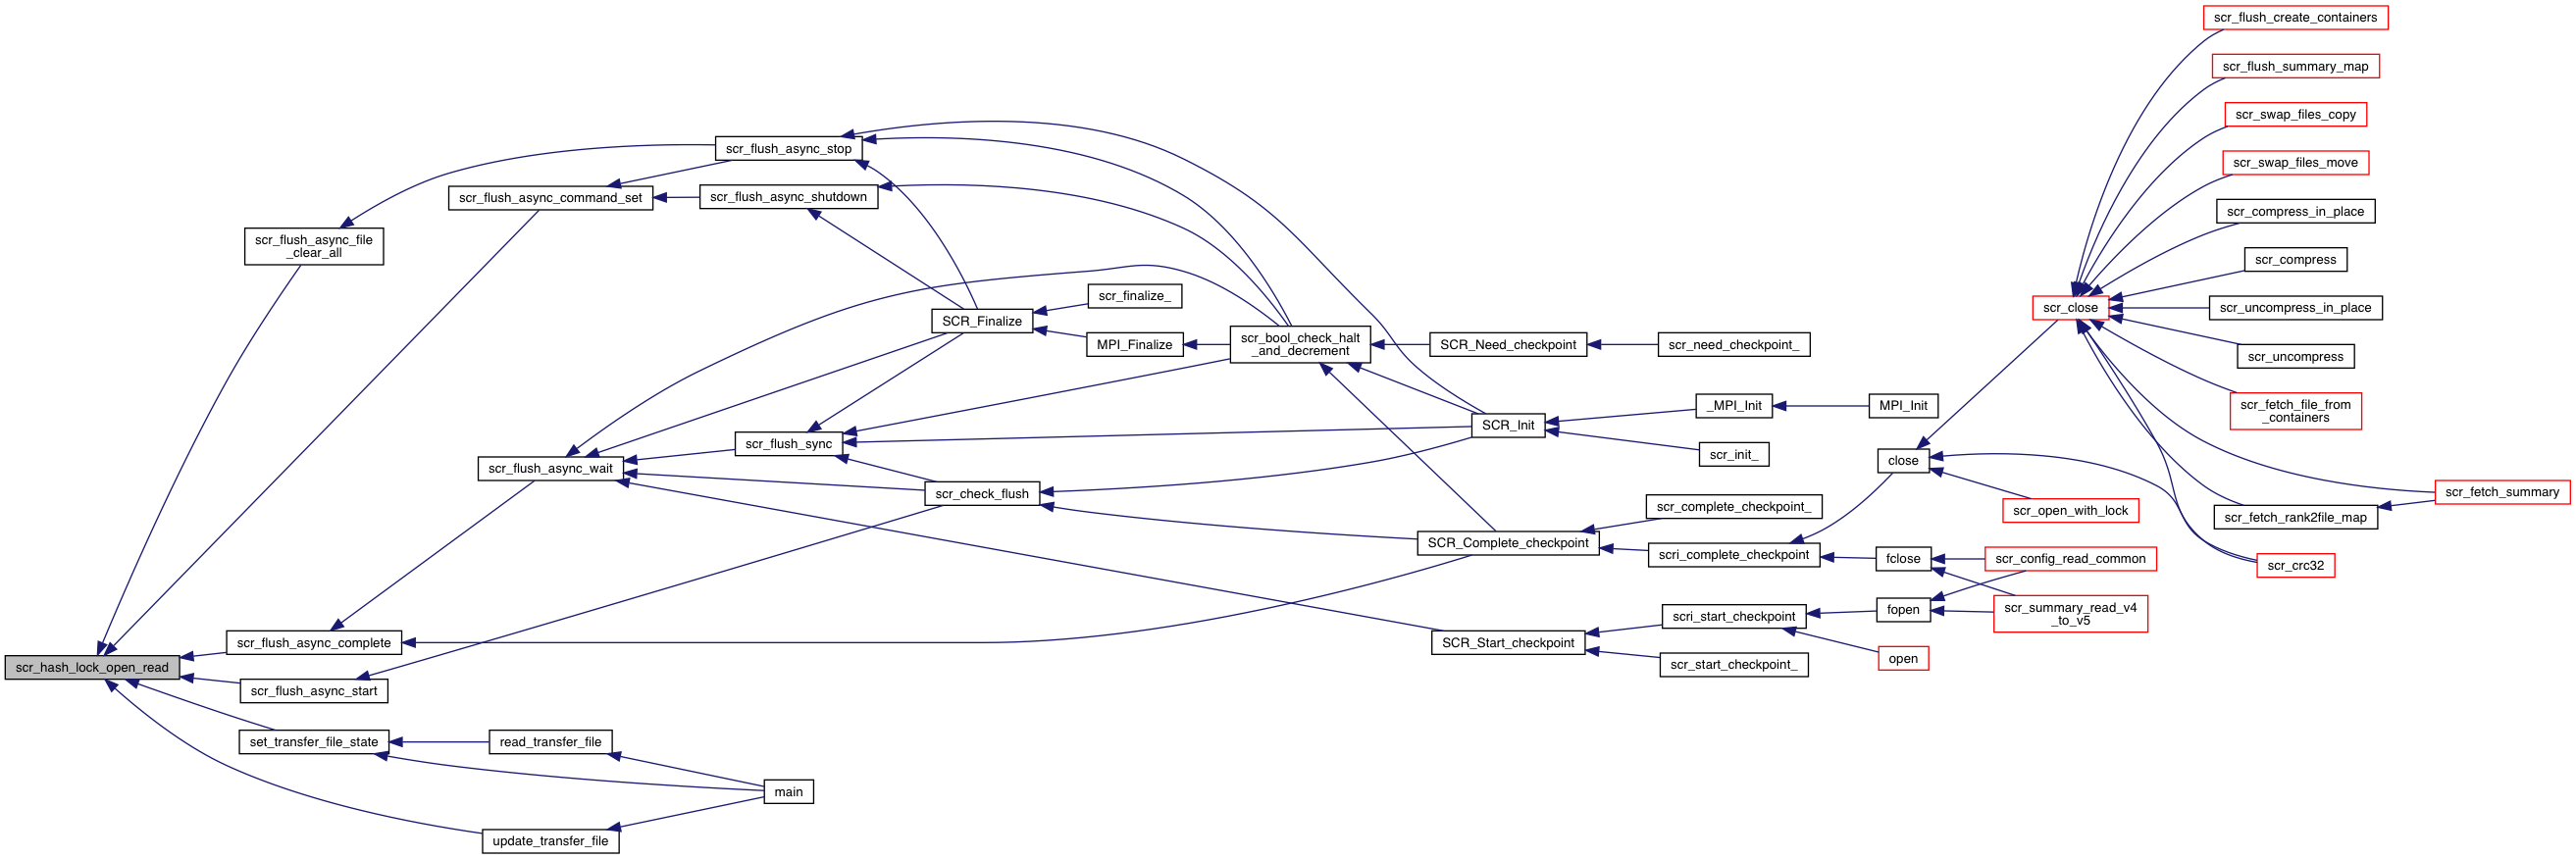 scr_flush_create_containers
scr_flush_summary_map
scr_swap_files_copy
scr_flush_async_stop
scr_swap_files_move
scr_flush_async_command_set
scr_flush_async_shutdown
scr_compress_in_place
scr_flush_async_file
_clear_all
scr_compress
scr_finalize_
SCR_Finalize
scr_close
scr_uncompress_in_place
MPI_Finalize
scr_bool_check_halt
_and_decrement
SCR_Need_checkpoint
scr_need_checkpoint_
scr_uncompress
_MPI_Init
MPI_Init
scr_fetch_file_from
_containers
SCR_Init
scr_flush_sync
scr_init_
close
scr_flush_async_wait
scr_check_flush
scr_fetch_summary
scr_complete_checkpoint_
scr_open_with_lock
scr_fetch_rank2file_map
SCR_Complete_checkpoint
scri_complete_checkpoint
fclose
scr_config_read_common
scr_crc32
scri_start_checkpoint
fopen
scr_summary_read_v4
_to_v5
scr_flush_async_complete
SCR_Start_checkpoint
open
scr_hash_lock_open_read
scr_start_checkpoint_
scr_flush_async_start
set_transfer_file_state
read_transfer_file
main
update_transfer_file